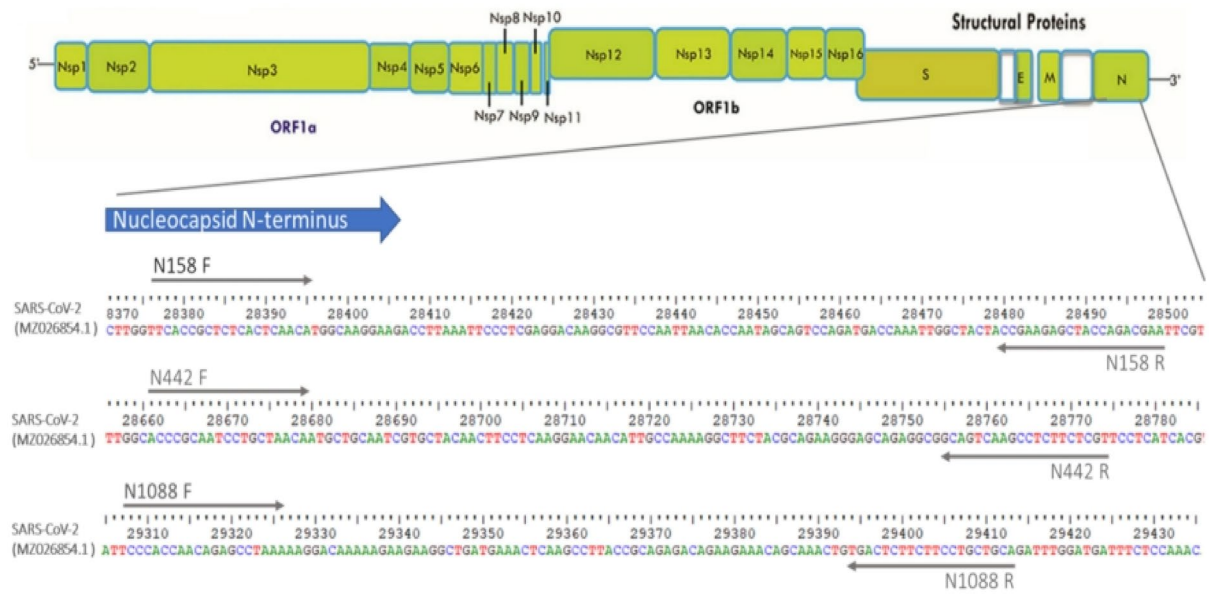 Nsp8 Nsp10
Structural Proteins
5' Nsp1 Nsp2 Nsp3 Nsp4 Nsp5 Nsp6 Nsp12 Nsp13 Nsp14 Nsp15 Nsp16 S E M N 3'
Nsp7 Nsp9 Nsp11
ORF1a ORF1b
Nucleocapsid N-terminus
N158 F
SARS-CoV-2
8370 28380 28390 28400 28410 28420 28430 28440 28450 28460 28470 28480 28490 28500
(MZ026854.1) CTTGGTTCACCGCTCTCACTCAACATGGCAAGGAAGACCTTAAATTCCCTCGAGGACAAGGCGTTCCAATTAACACCAATAGCAGTCCAGATGACCAAATTGGCTACTACCGAAGAGCTACCAGACGAATTCGT
N158 R
N442 F
SARS-CoV-2
28660 28670 28680 28690 28700 28710 28720 28730 28740 28750 28760 28770 28780
(MZ026854.1) TTGGCACCCGCAATCCTGCTAACAATGCTGCAATCGTGCTACAACTTCCTCAAGGAACAACATTGCCAAAAGGCTTCTACGCAGAAGGGAGCAGAGGCGGCAGTCAAGCCTCTTCTCGTTCCTCATCACGT
N442 R
N1088 F
SARS-CoV-2
29310 29320 29330 29340 29350 29360 29370 29380 29390 29400 29410 29420 29430
(MZ026854.1) ATTCCCACCAACAGAGCCTAAAAAGGACAAAAAGAAGAAGGCTGATGAAACTCAAGCCTTACCGCAGAGACAGAAGAAACAGCAAACTGTGACTCTTCTTCCTGCTGCAGATTTGGATGATTTCTCCAAAC
N1088 R